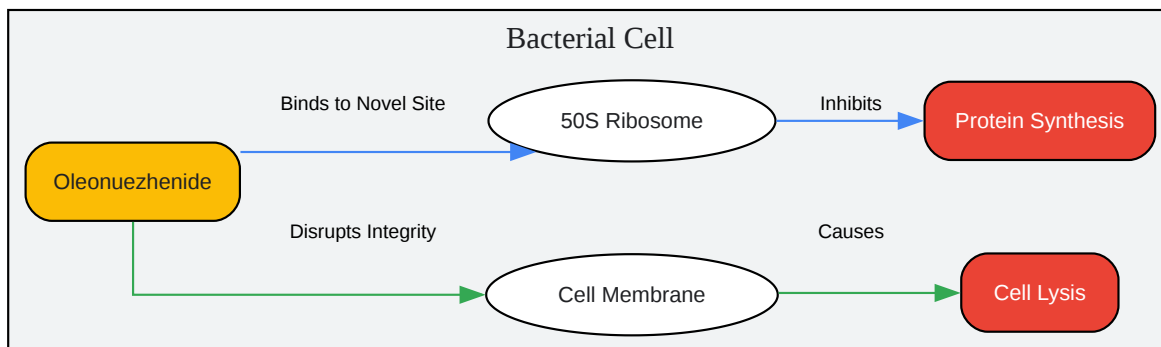 Bacterial Cell
Binds to Novel Site
50S Ribosome
Inhibits
Protein Synthesis
Oleonuezhenide
Disrupts Integrity
Cell Membrane
Causes
Cell Lysis